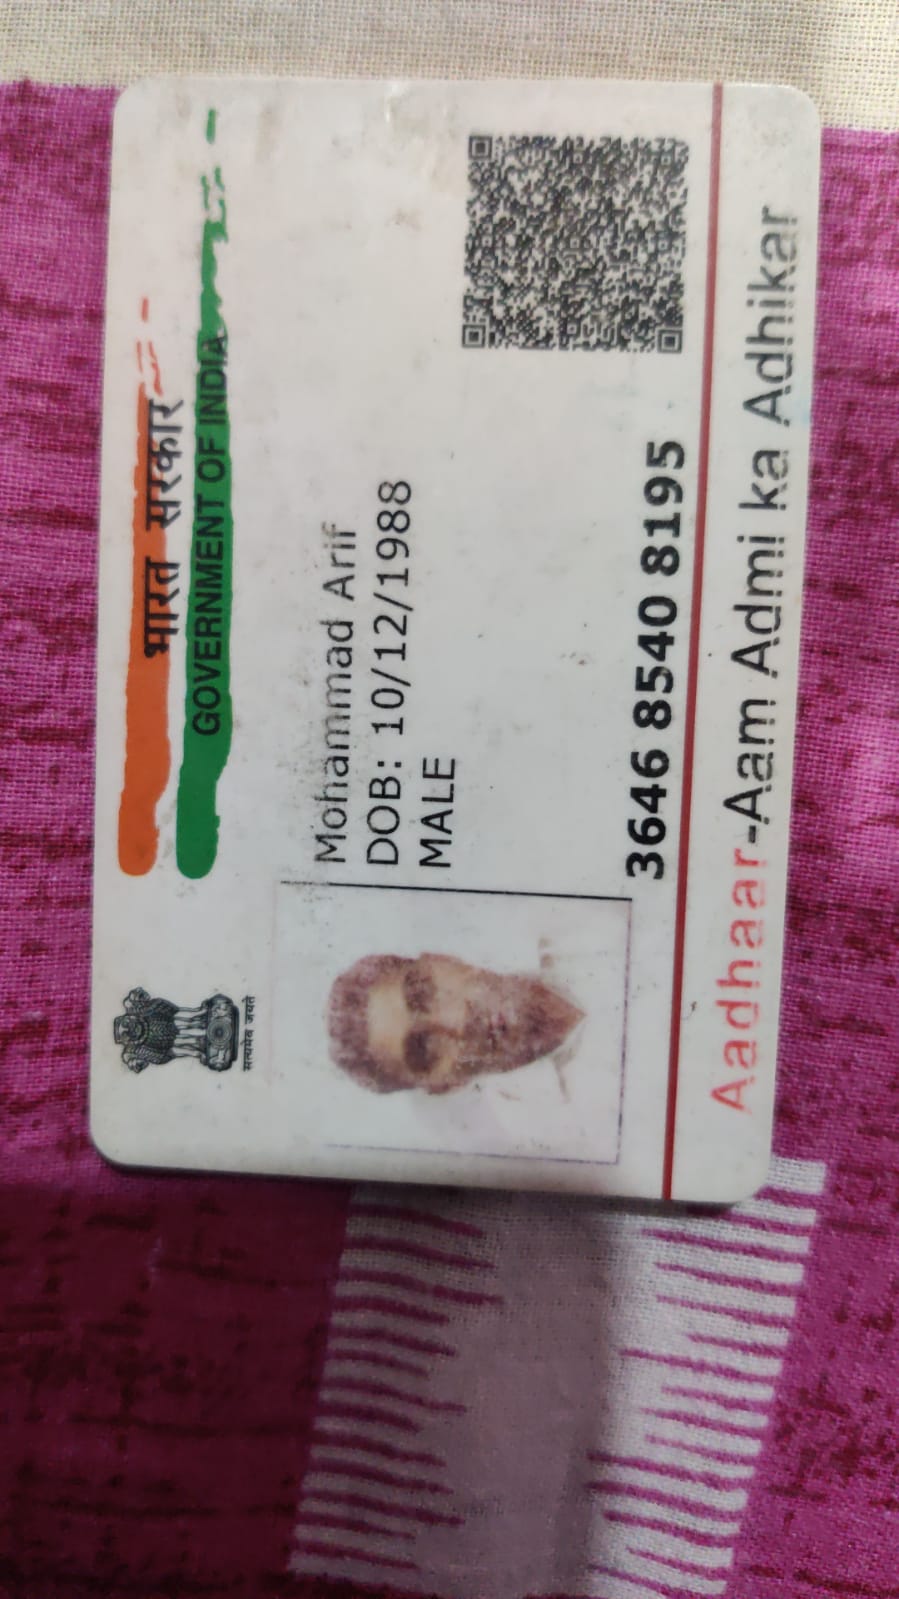 भारत सरकार
GOVERNMENT OF INDIA
सत्यमेव जयते
Mohammad Arif
DOB: 10/12/1988
MALE
3646 8540 8195
Aadhaar-Aam Admi ka Adhikar